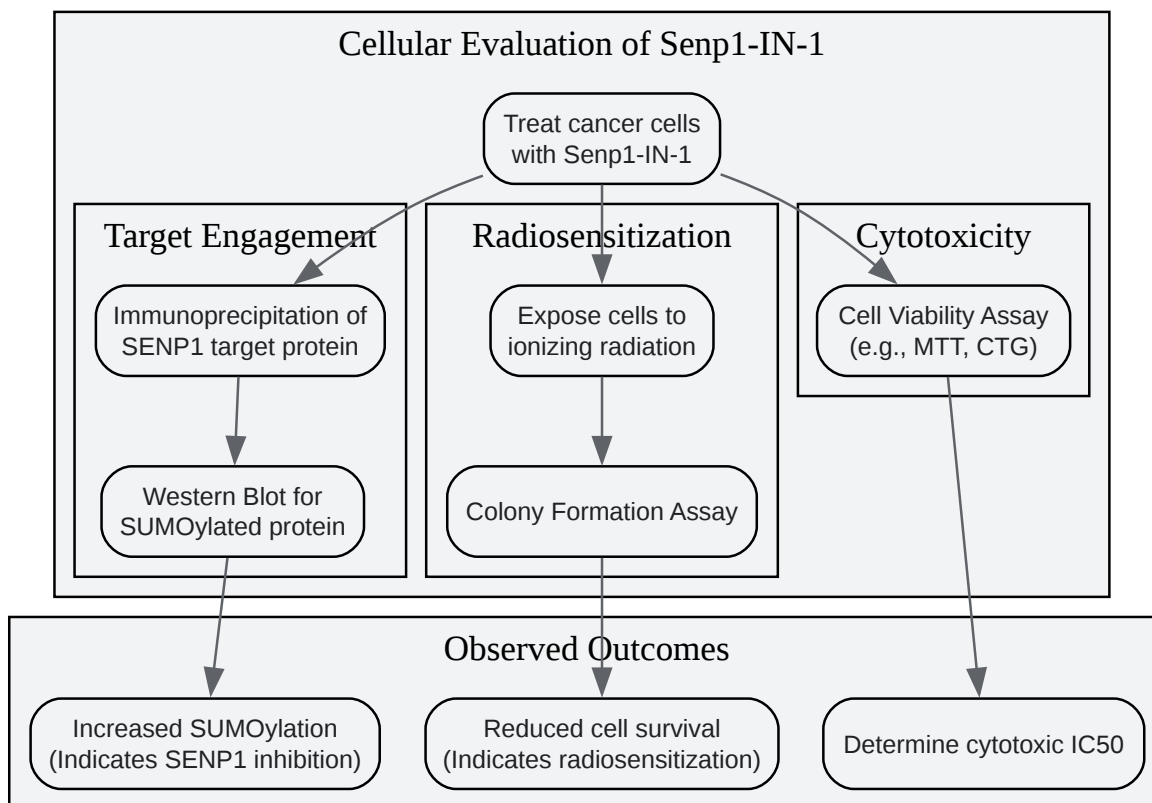 Cellular Evaluation of Senp1-IN-1
Treat cancer cells
with Senp1-IN-1
Target Engagement
Radiosensitization
Cytotoxicity
Immunoprecipitation of
SENP1 target protein
Expose cells to
ionizing radiation
Cell Viability Assay
(e.g., MTT, CTG)
Western Blot for
SUMOylated protein
Colony Formation Assay
Observed Outcomes
Increased SUMOylation
(Indicates SENP1 inhibition)
Reduced cell survival
(Indicates radiosensitization)
Determine cytotoxic IC50